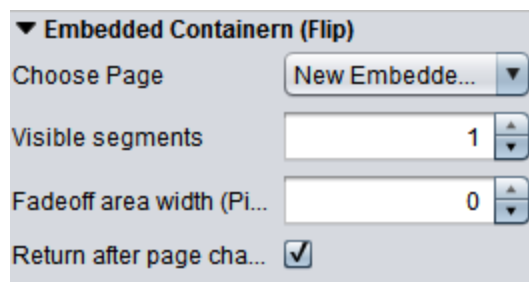 Embedded Containern (Flip)
Choose Page New Embedde...
Visible segments 1
Fadeoff area width (Pi... 0
Return after page cha...